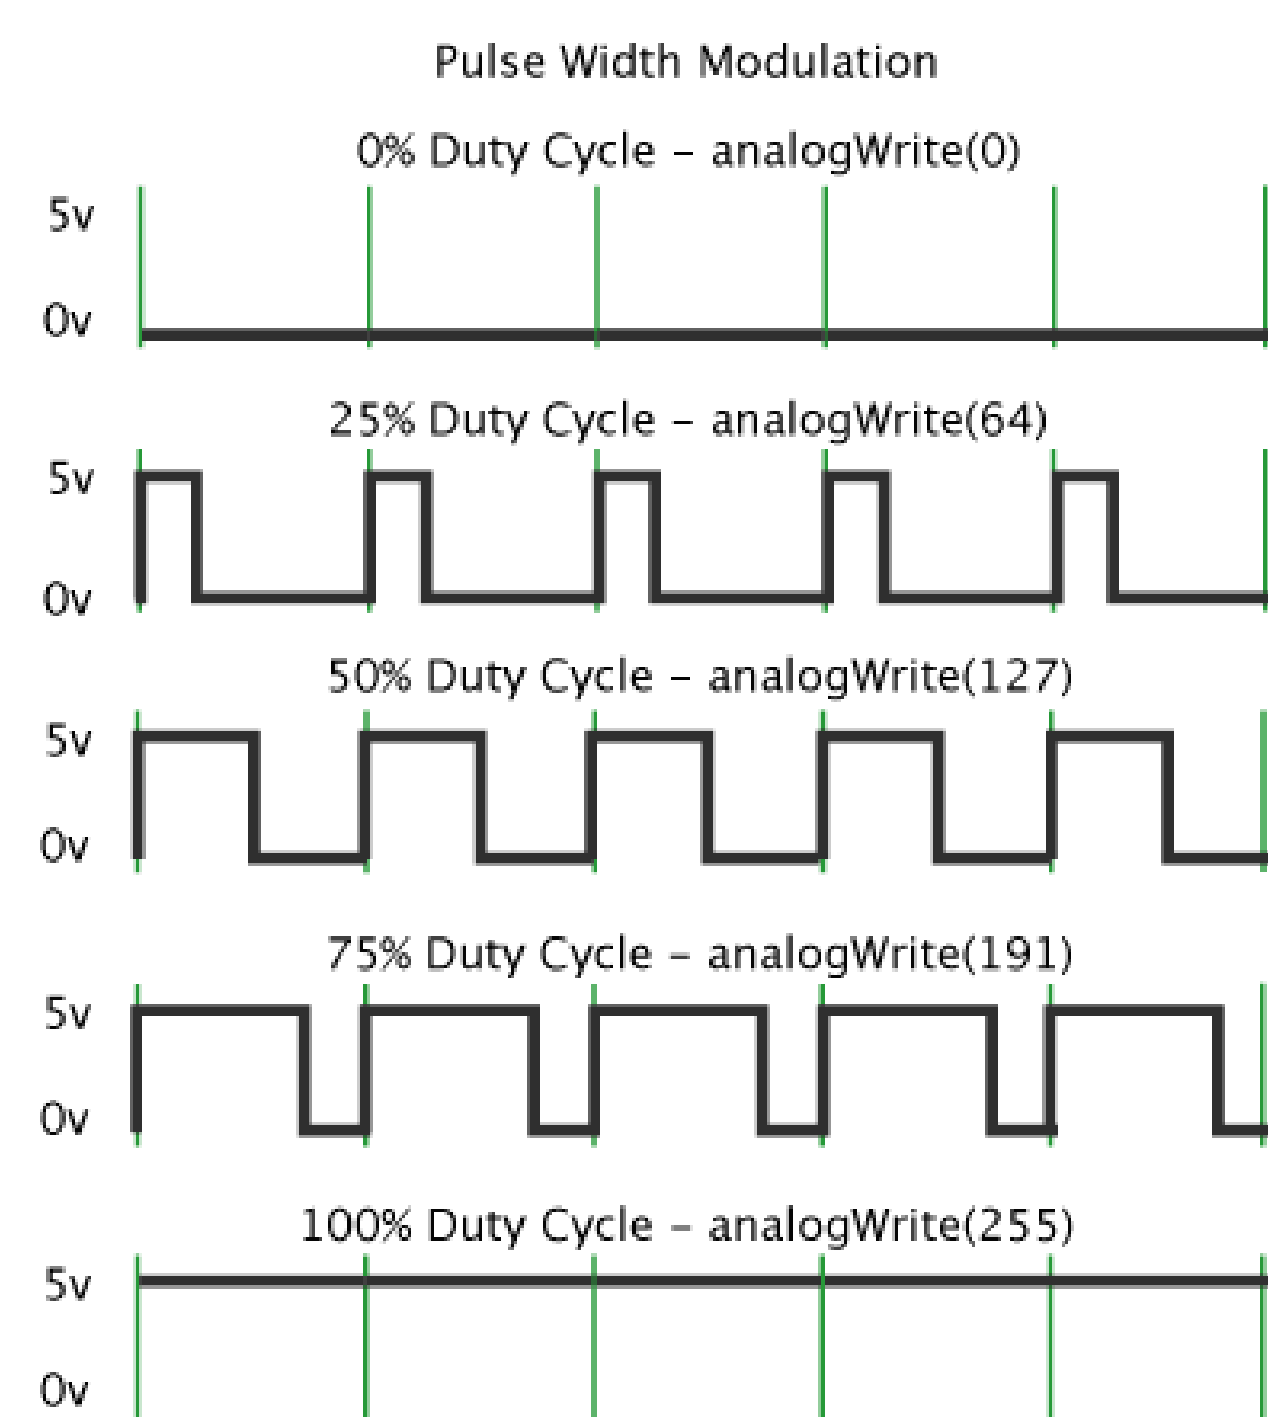 Pulse Width Modulation
0% Duty Cycle – analogWrite(0)
5v
0v
25% Duty Cycle – analogWrite(64)
5v
0v
50% Duty Cycle – analogWrite(127)
5v
0v
75% Duty Cycle – analogWrite(191)
5v
0v
100% Duty Cycle – analogWrite(255)
5v
0v